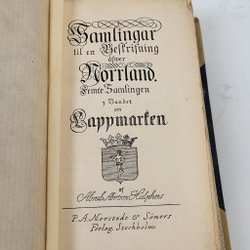 Samlingar
til en Beskrifning
öfwer
Norrland.
Femte Samlingen
3 Bandet
om
Lappmarken
af
Abrah. Abrahamson Hülphers
P. A. Norstedt & Söners
Förlag, Stockholm